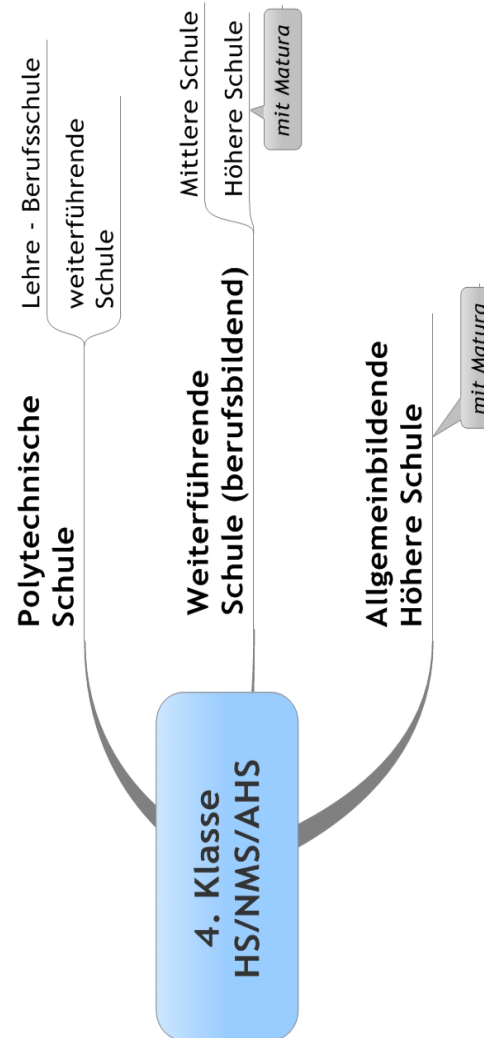 4. Klasse
HS/NMS/AHS
Polytechnische
Schule
Lehre - Berufsschule
weiterführende
Schule
Weiterführende
Schule (berufsbildend)
Mittlere Schule
Höhere Schule
mit Matura
Allgemeinbildende
Höhere Schule
mit Matura